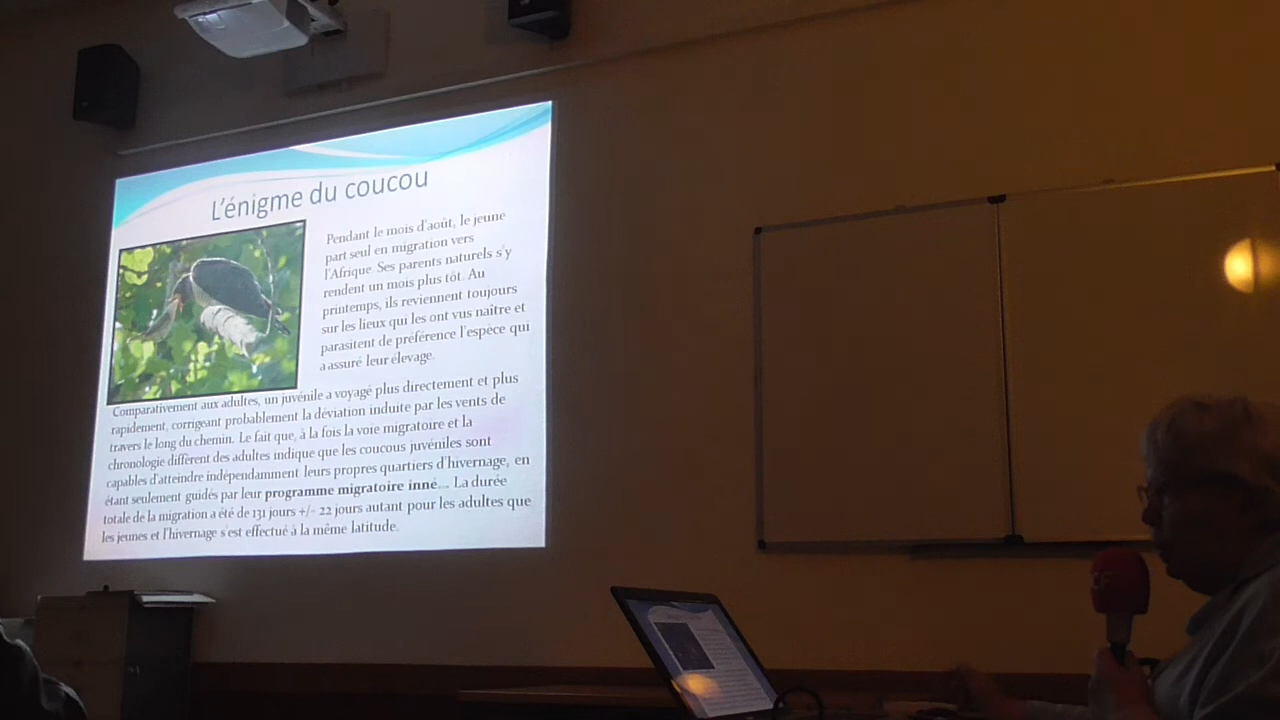 L'énigme du coucou
Pendant le mois d'août, le jeune
part seul en migration vers
l'Afrique. Ses parents naturels s'y
rendent un mois plus tôt. Au
printemps, ils reviennent toujours
sur les lieux qui les ont vus naître et
parasitent de préférence l'espèce qui
a assuré leur élevage.
Comparativement aux adultes, un juvénile a voyagé plus directement et plus
rapidement, corrigeant probablement la déviation induite par les vents de
travers le long du chemin. Le fait que, à la fois la voie migratoire et la
chronologie diffèrent des adultes indique que les coucous juvéniles sont
capables d'atteindre indépendamment leurs propres quartiers d'hivernage, en
étant seulement guidés par leur programme migratoire inné... La durée
totale de la migration a été de 131 jours +/- 22 jours autant pour les adultes que
les jeunes et l'hivernage s'est effectué à la même latitude.